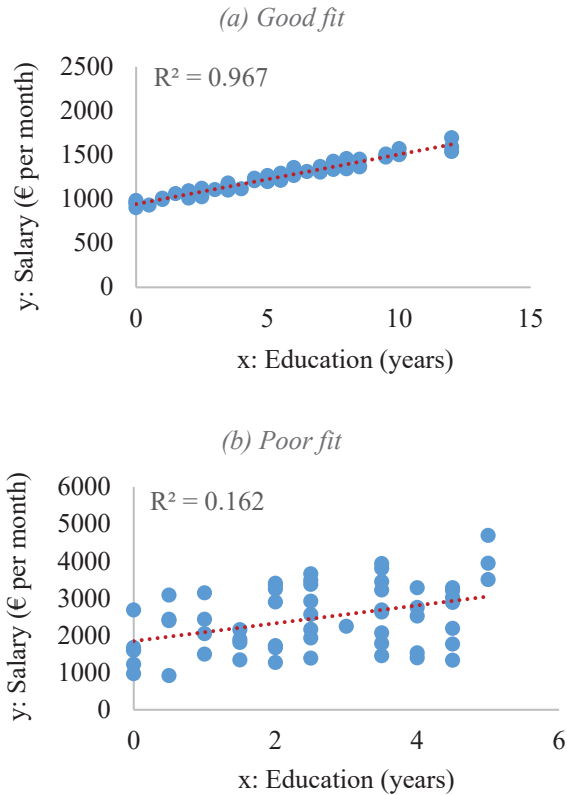 (a) Good fit
R² = 0.967
2500
2000
1500
1000
500
0
0 5 10 15
y: Salary (€ per month)
x: Education (years)
(b) Poor fit
R² = 0.162
6000
5000
4000
3000
2000
1000
0
0 2 4 6
y: Salary (€ per month)
x: Education (years)